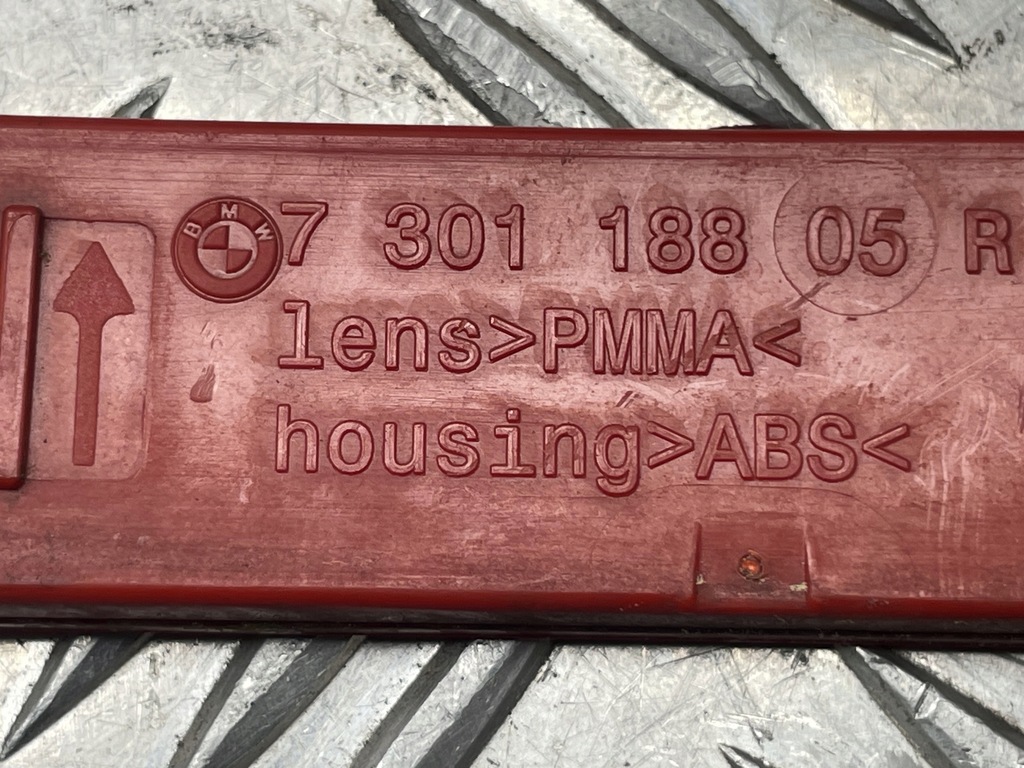 BMW 7 301 188 05 R
lens>PMMA<
housing>ABS<